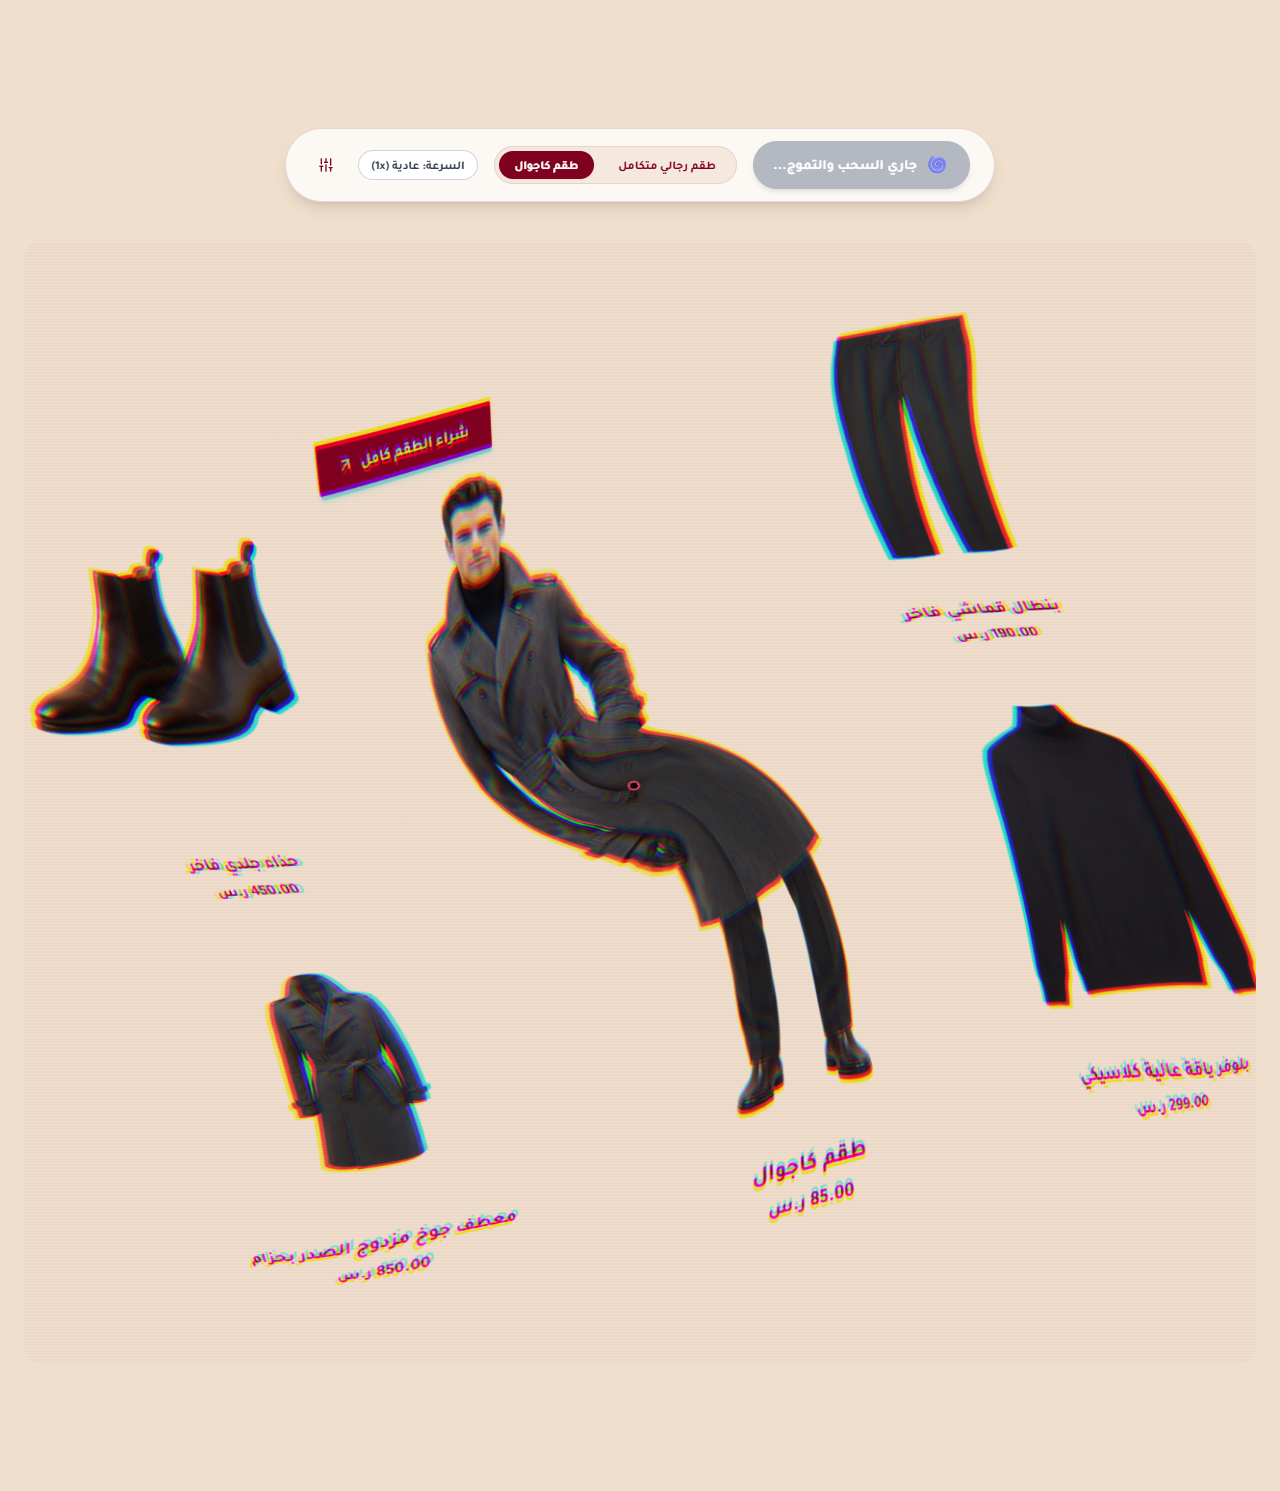 جاري السحب والتموج...
طقم رجالي متكامل
طقم كاجوال
السرعة: عادية (1x)
شراء الطقم كامل
بنطال قماشي فاخر
190.00 ر.س
حذاء جلدي فاخر
450.00 ر.س
بلوفر ياقة عالية كلاسيكي
299.00 ر.س
طقم كاجوال
85.00 ر.س
معطف جوخ مزدوج الصدر بحزام
850.00 ر.س